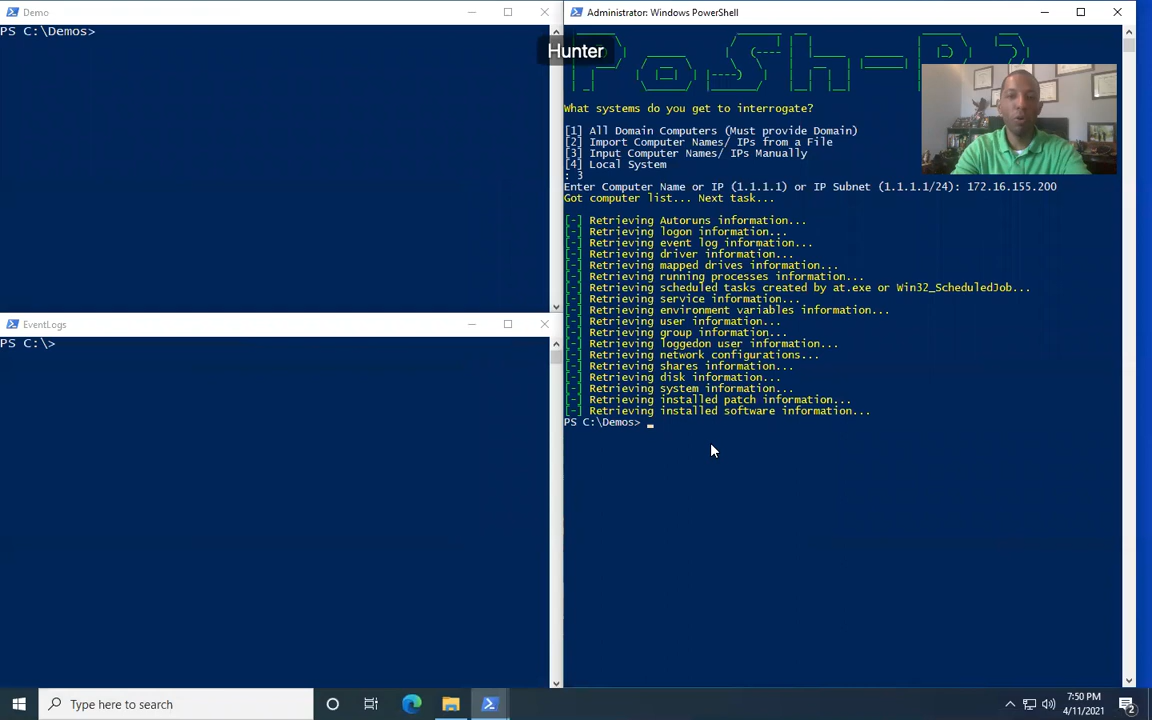 Demo
PS C:\Demos>
EventLogs
PS C:\>
Administrator: Windows PowerShell
Hunter
What systems do you get to interrogate?
[1] All Domain Computers (Must provide Domain)
[2] Import Computer Names/ IPs from a File
[3] Input Computer Names/ IPs Manually
[4] Local System
: 3
Enter Computer Name or IP (1.1.1.1) or IP Subnet (1.1.1.1/24): 172.16.155.200
Got computer list... Next task...
[-] Retrieving Autoruns information...
[-] Retrieving logon information...
[-] Retrieving event log information...
[-] Retrieving driver information...
[-] Retrieving mapped drives information...
[-] Retrieving running processes information...
[-] Retrieving scheduled tasks created by at.exe or Win32_ScheduledJob...
[-] Retrieving service information...
[-] Retrieving environment variables information...
[-] Retrieving user information...
[-] Retrieving group information...
[-] Retrieving loggedon user information...
[-] Retrieving network configurations...
[-] Retrieving shares information...
[-] Retrieving disk information...
[-] Retrieving system information...
[-] Retrieving installed patch information...
[-] Retrieving installed software information...
PS C:\Demos> _
Type here to search
7:50 PM
4/11/2021
2